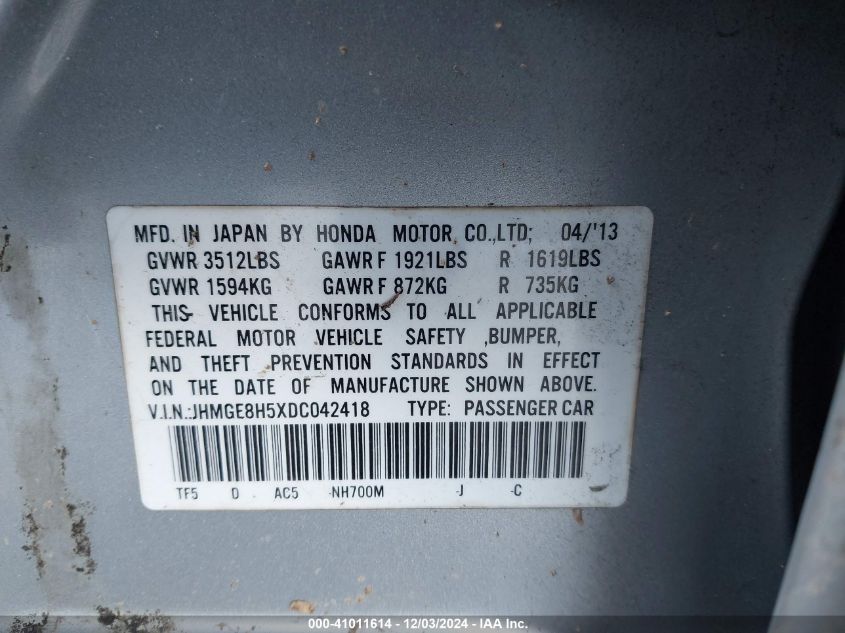 MFD. IN JAPAN BY HONDA MOTOR CO.,LTD; 04/'13
GVWR 3512LBS GAWR F 1921LBS R 1619LBS
GVWR 1594KG GAWR F 872KG R 735KG
THIS VEHICLE CONFORMS TO ALL APPLICABLE
FEDERAL MOTOR VEHICLE SAFETY ,BUMPER,
AND THEFT PREVENTION STANDARDS IN EFFECT
ON THE DATE OF MANUFACTURE SHOWN ABOVE.
V.I.N.:JHMGE8H5XDC042418 TYPE: PASSENGER CAR
TF5 0 AC5 -NH700M -J -C
000-41011614 - 12/03/2024 - IAA Inc.